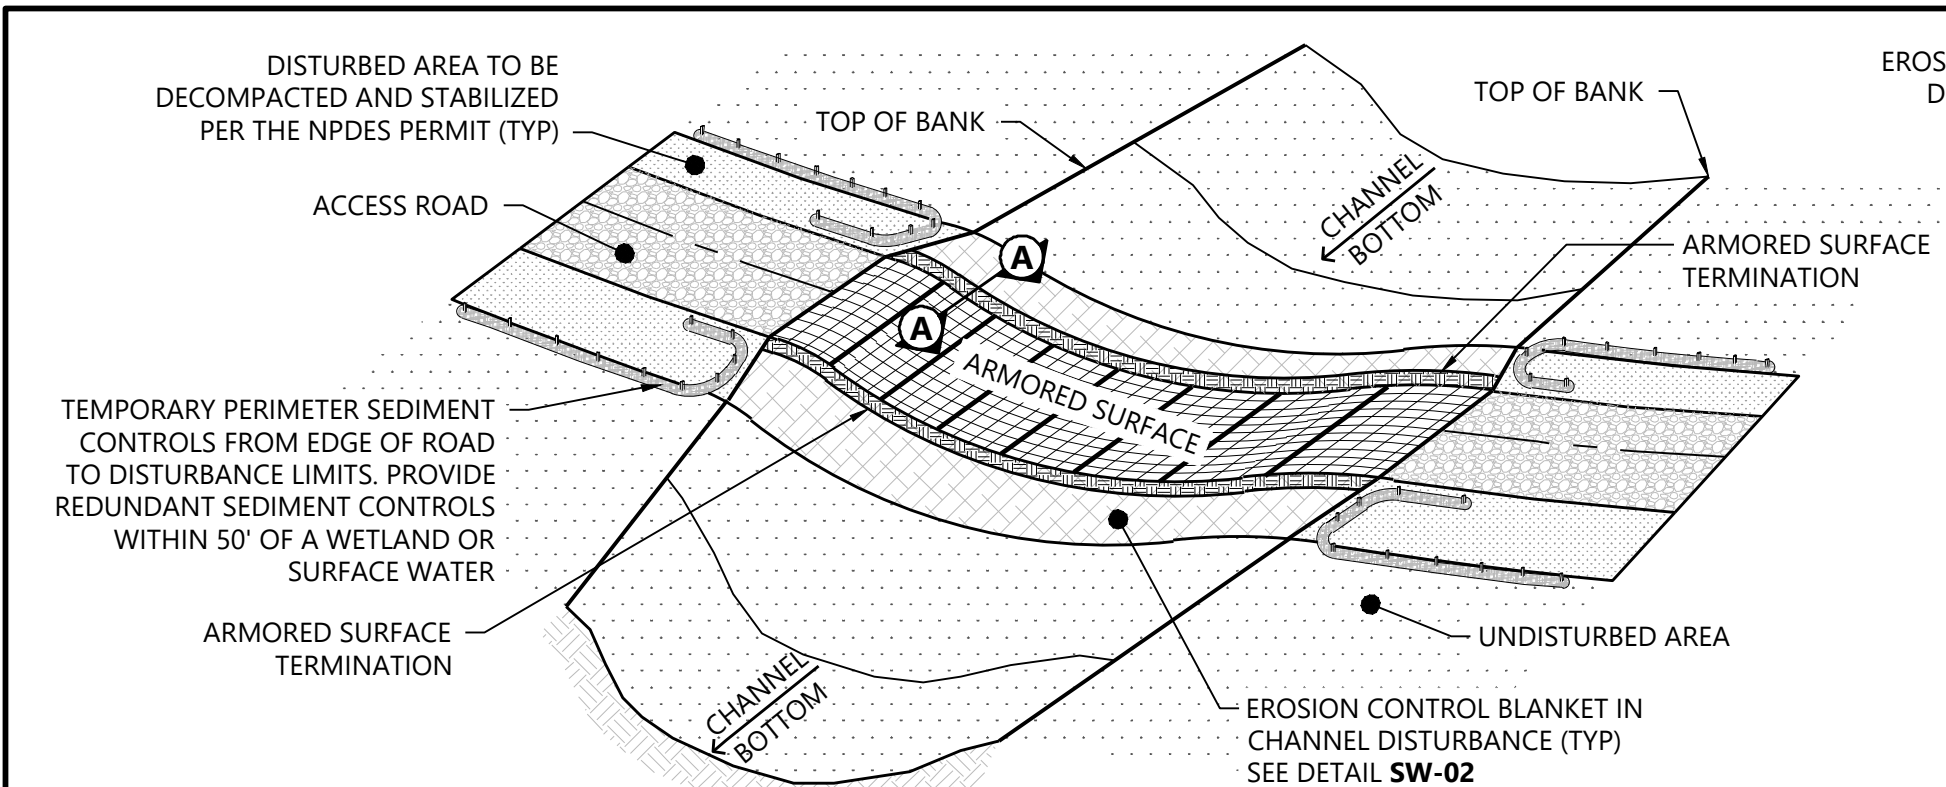 DISTURBED AREA TO BE
DECOMPACTED AND STABILIZED
PER THE NPDES PERMIT (TYP)
TOP OF BANK
TOP OF BANK
ACCESS ROAD
CHANNEL
BOTTOM
ARMORED SURFACE
TERMINATION
A
A
ARMORED SURFACE
TEMPORARY PERIMETER SEDIMENT
CONTROLS FROM EDGE OF ROAD
TO DISTURBANCE LIMITS. PROVIDE
REDUNDANT SEDIMENT CONTROLS
WITHIN 50' OF A WETLAND OR
SURFACE WATER
ARMORED SURFACE
TERMINATION
UNDISTURBED AREA
CHANNEL
BOTTOM
EROSION CONTROL BLANKET IN
CHANNEL DISTURBANCE (TYP)
SEE DETAIL SW-02